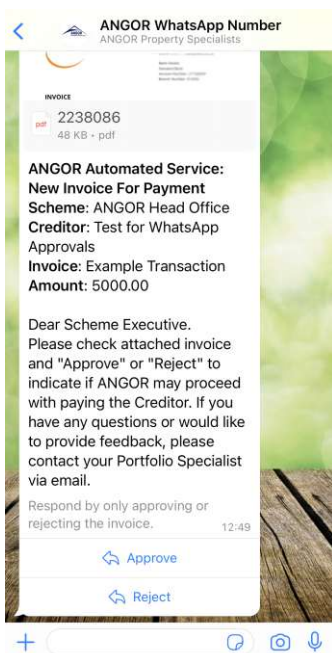 ANGOR WhatsApp Number
ANGOR Property Specialists
INVOICE
pdf
2238086
48 KB • pdf
ANGOR Automated Service:
New Invoice For Payment
Scheme: ANGOR Head Office
Creditor: Test for WhatsApp
Approvals
Invoice: Example Transaction
Amount: 5000.00
Dear Scheme Executive.
Please check attached invoice
and "Approve" or "Reject" to
indicate if ANGOR may proceed
with paying the Creditor. If you
have any questions or would like
to provide feedback, please
contact your Portfolio Specialist
via email.
Respond by only approving or
rejecting the invoice.
12:49
Approve
Reject